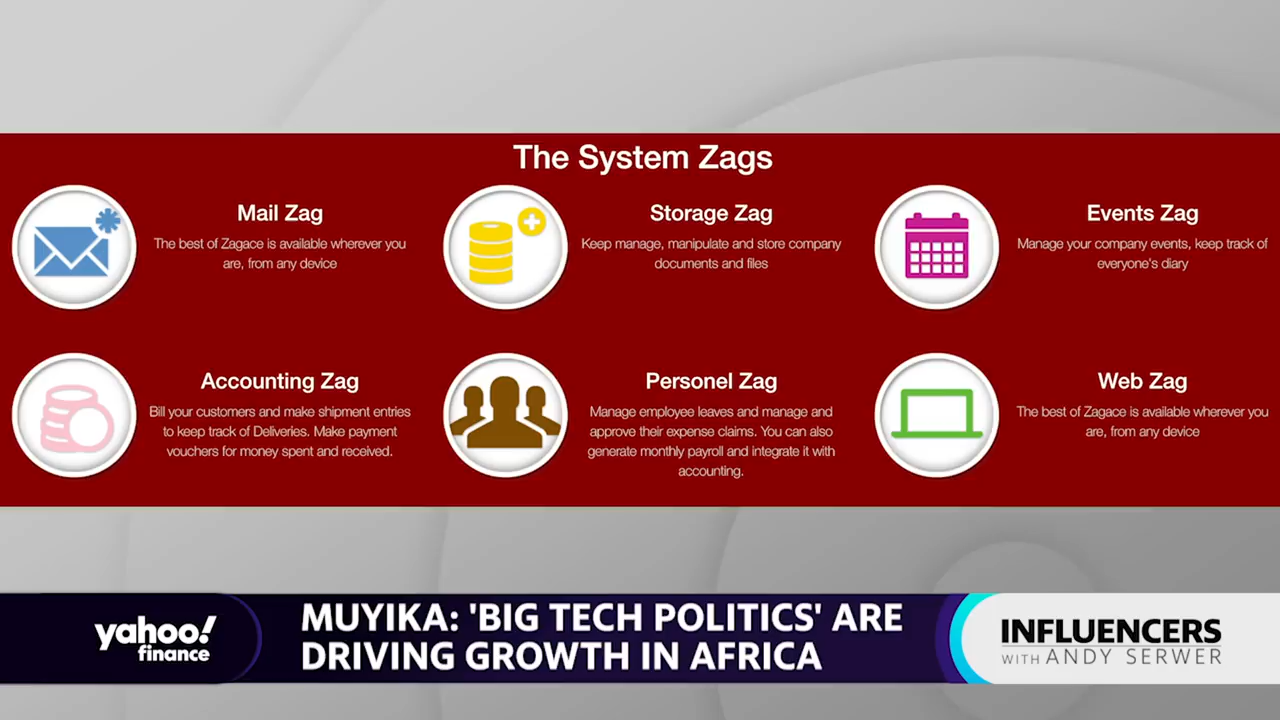 The System Zags
Mail Zag
The best of Zagace is available wherever you
are, from any device
Storage Zag
Keep manage, manipulate and store company
documents and files
Events Zag
Manage your company events, keep track of
everyone's diary
Accounting Zag
Bill your customers and make shipment entries
to keep track of Deliveries. Make payment
vouchers for money spent and received.
Personel Zag
Manage employee leaves and manage and
approve their expense claims. You can also
generate monthly payroll and integrate it with
accounting.
Web Zag
The best of Zagace is available wherever you
are, from any device
yahoo!
finance
MUYIKA: 'BIG TECH POLITICS' ARE
DRIVING GROWTH IN AFRICA
INFLUENCERS
WITH ANDY SERWER